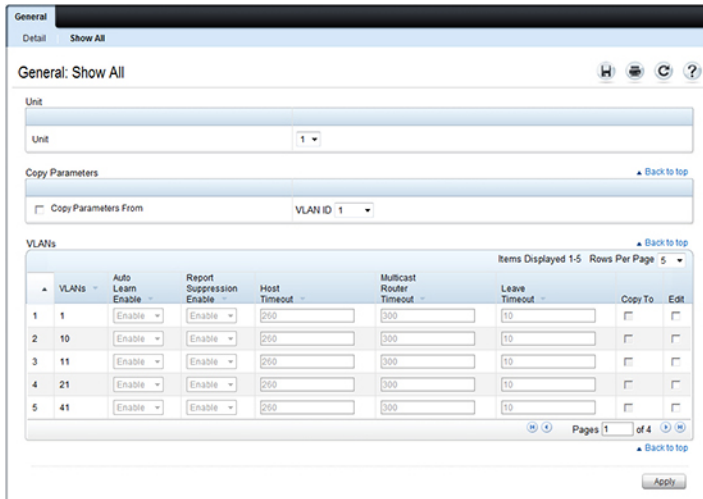 General
Detail Show All
General: Show All
?
Unit
Unit 1
Copy Parameters ▲ Back to top
Copy Parameters From VLAN ID 1
VLANs ▲ Back to top
Items Displayed 1-5 Rows Per Page 5
VLANs Auto Learn Enable Report Suppression Enable Host Timeout Multicast Router Timeout Leave Timeout Copy To Edit
1 1 Enable Enable 260 300 10
2 10 Enable Enable 260 300 10
3 11 Enable Enable 260 300 10
4 21 Enable Enable 260 300 10
5 41 Enable Enable 260 300 10
Pages 1 of 4
▲ Back to top
Apply